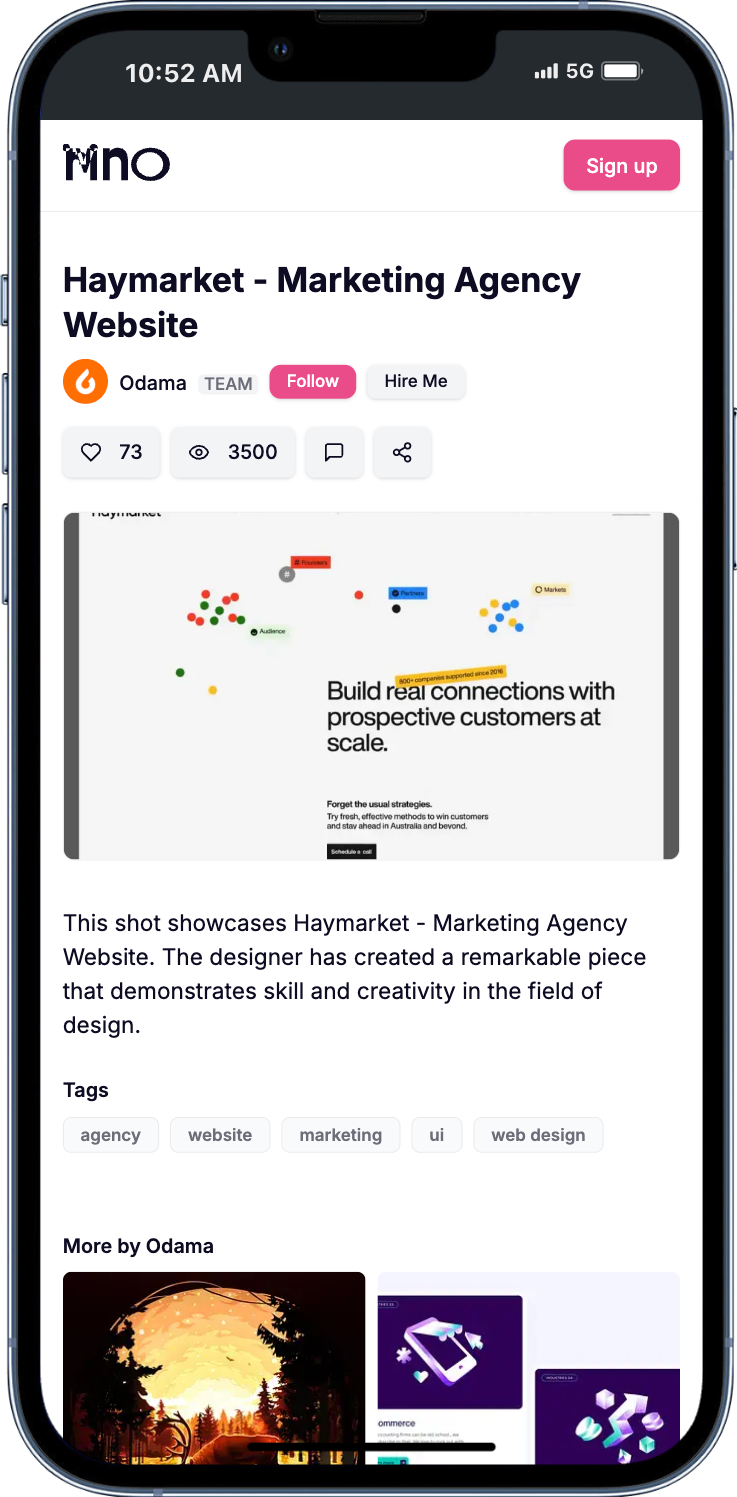 10:52 AM
5G
Sign up
Haymarket - Marketing Agency
Website
Odama TEAM Follow Hire Me
73 3500
# Founders
#
Partners
Markets
Audience
800+ companies supported since 2016
Build real connections with
prospective customers at
scale.
Forget the usual strategies.
Try fresh, effective methods to win customers
and stay ahead in Australia and beyond.
Schedule a call
This shot showcases Haymarket - Marketing Agency
Website. The designer has created a remarkable piece
that demonstrates skill and creativity in the field of
design.
Tags
agency website marketing ui web design
More by Odama
ommerce